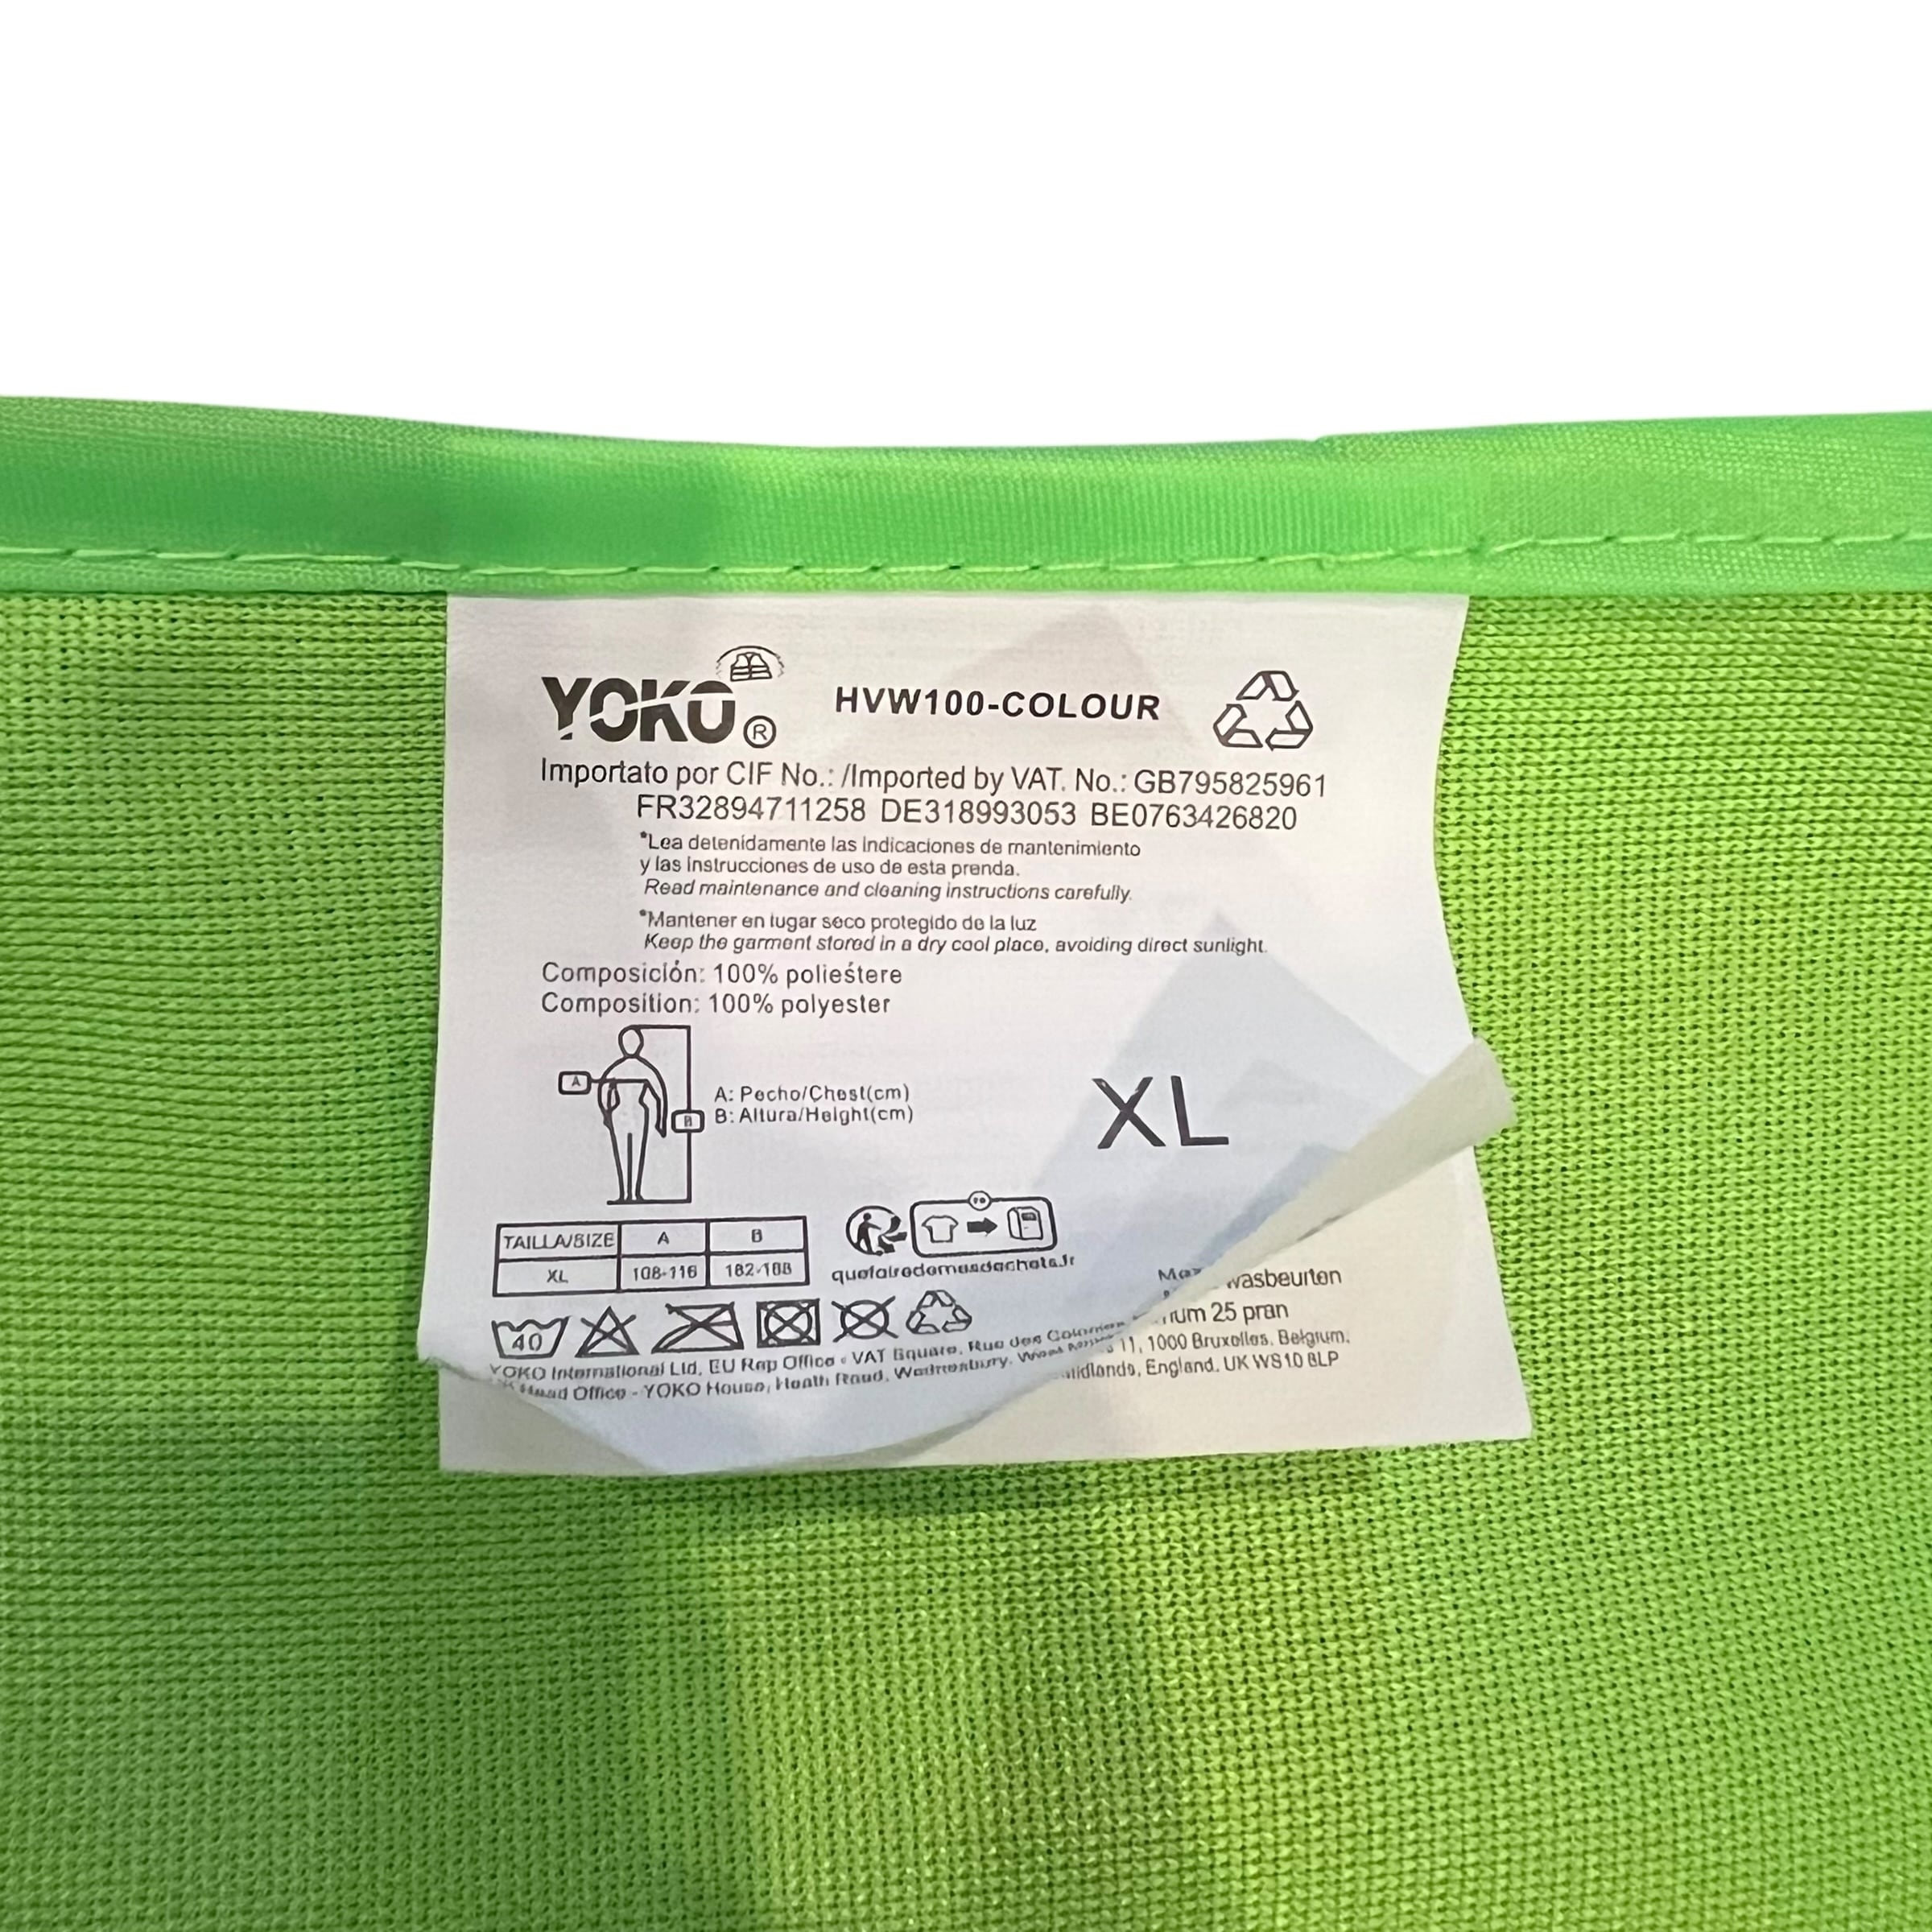 YOKO®
HVW100-COLOUR
Importato por CIF No.: /Imported by VAT. No.: GB795825961
FR32894711258 DE318993053 BE0763426820
*Lea detenidamente las indicaciones de mantenimiento
y las instrucciones de uso de esta prenda.
Read maintenance and cleaning instructions carefully.
*Mantener en lugar seco protegido de la luz
Keep the garment stored in a dry cool place, avoiding direct sunlight.
Composición: 100% polieśtere
Composition: 100% polyester
A
B
A: Pecho/Chest(cm)
B: Altura/Height(cm)
XL
TAILLA/SIZE A B
XL 108-116 182-188
quefairedemesdechets.fr
wasbeurten
25 pran
40
YOKO International Ltd, EU Rep Office - VAT Square, Rue des 11, 1000 Bruxelles, Belgium.
Head Office - YOKO House, Heath Road, Wednesbury, West England. UK WS10 8LP